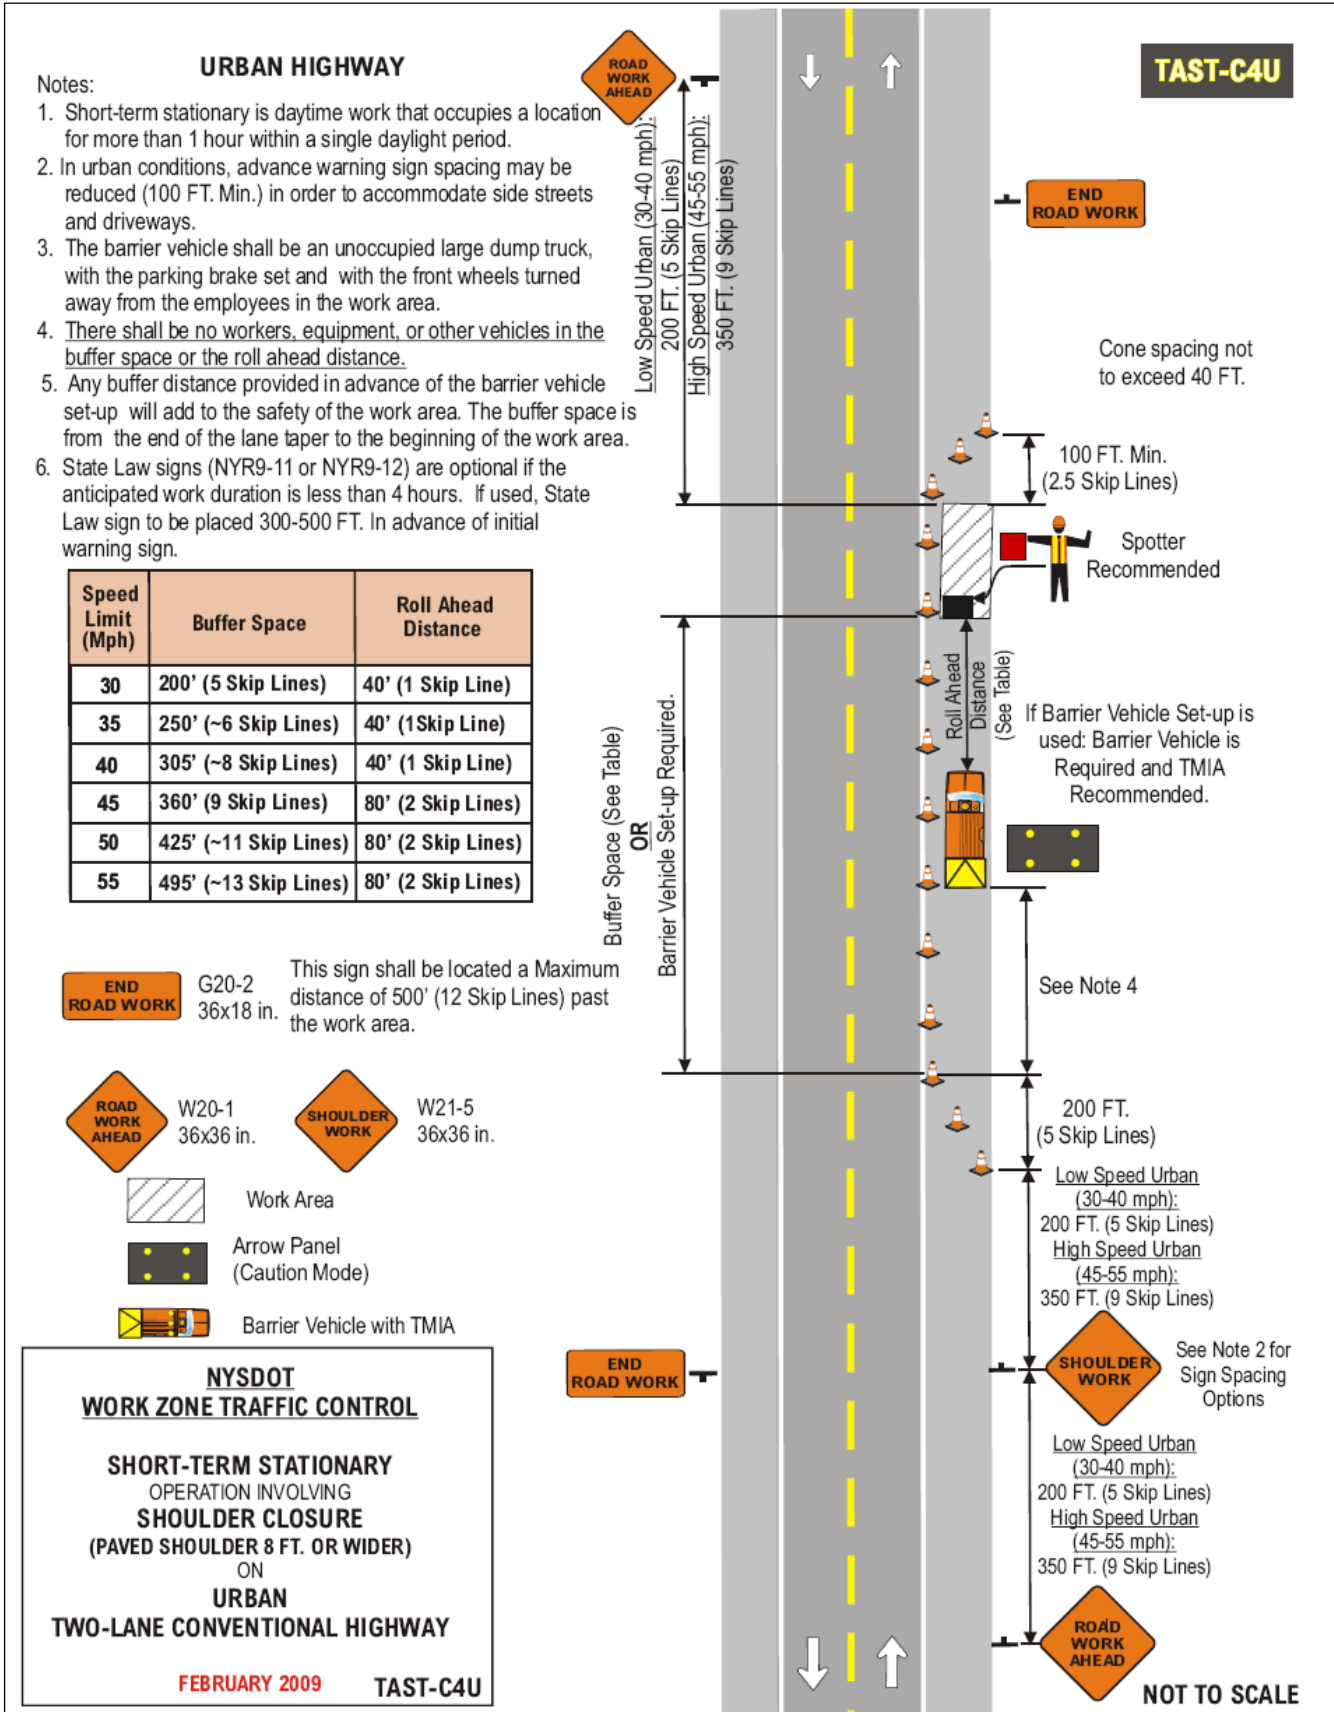 URBAN HIGHWAY
Notes:
1. Short-term stationary is daytime work that occupies a location
for more than 1 hour within a single daylight period.
2. In urban conditions, advance warning sign spacing may be
reduced (100 FT. Min.) in order to accommodate side streets
and driveways.
3. The barrier vehicle shall be an unoccupied large dump truck,
with the parking brake set and with the front wheels turned
away from the employees in the work area.
4. There shall be no workers, equipment, or other vehicles in the
buffer space or the roll ahead distance.
5. Any buffer distance provided in advance of the barrier vehicle
set-up will add to the safety of the work area. The buffer space is
from the end of the lane taper to the beginning of the work area.
6. State Law signs (NYR9-11 or NYR9-12) are optional if the
anticipated work duration is less than 4 hours. If used, State
Law sign to be placed 300-500 FT. In advance of initial
warning sign.
Speed Limit (Mph) Buffer Space Roll Ahead Distance
30 200' (5 Skip Lines) 40' (1 Skip Line)
35 250' (~6 Skip Lines) 40' (1Skip Line)
40 305' (~8 Skip Lines) 40' (1 Skip Line)
45 360' (9 Skip Lines) 80' (2 Skip Lines)
50 425' (~11 Skip Lines) 80' (2 Skip Lines)
55 495' (~13 Skip Lines) 80' (2 Skip Lines)
END
ROAD WORK
G20-2
36x18 in.
This sign shall be located a Maximum
distance of 500' (12 Skip Lines) past
the work area.
ROAD
WORK
AHEAD
W20-1
36x36 in.
SHOULDER
WORK
W21-5
36x36 in.
Work Area
Arrow Panel
(Caution Mode)
Barrier Vehicle with TMIA
NYSDOT
WORK ZONE TRAFFIC CONTROL
SHORT-TERM STATIONARY
OPERATION INVOLVING
SHOULDER CLOSURE
(PAVED SHOULDER 8 FT. OR WIDER)
ON
URBAN
TWO-LANE CONVENTIONAL HIGHWAY
FEBRUARY 2009
TAST-C4U
ROAD
WORK
AHEAD
Low Speed Urban (30-40 mph):
200 FT. (5 Skip Lines)
High Speed Urban (45-55 mph):
350 FT. (9 Skip Lines)
Buffer Space (See Table)
OR
Barrier Vehicle Set-up Required.
END
ROAD WORK
TAST-C4U
END
ROAD WORK
Cone spacing not
to exceed 40 FT.
100 FT. Min.
(2.5 Skip Lines)
Spotter
Recommended
Roll Ahead
Distance
(See Table)
If Barrier Vehicle Set-up is
used: Barrier Vehicle is
Required and TMIA
Recommended.
See Note 4
200 FT.
(5 Skip Lines)
Low Speed Urban
(30-40 mph):
200 FT. (5 Skip Lines)
High Speed Urban
(45-55 mph):
350 FT. (9 Skip Lines)
SHOULDER
WORK
See Note 2 for
Sign Spacing
Options
Low Speed Urban
(30-40 mph):
200 FT. (5 Skip Lines)
High Speed Urban
(45-55 mph):
350 FT. (9 Skip Lines)
ROAD
WORK
AHEAD
NOT TO SCALE